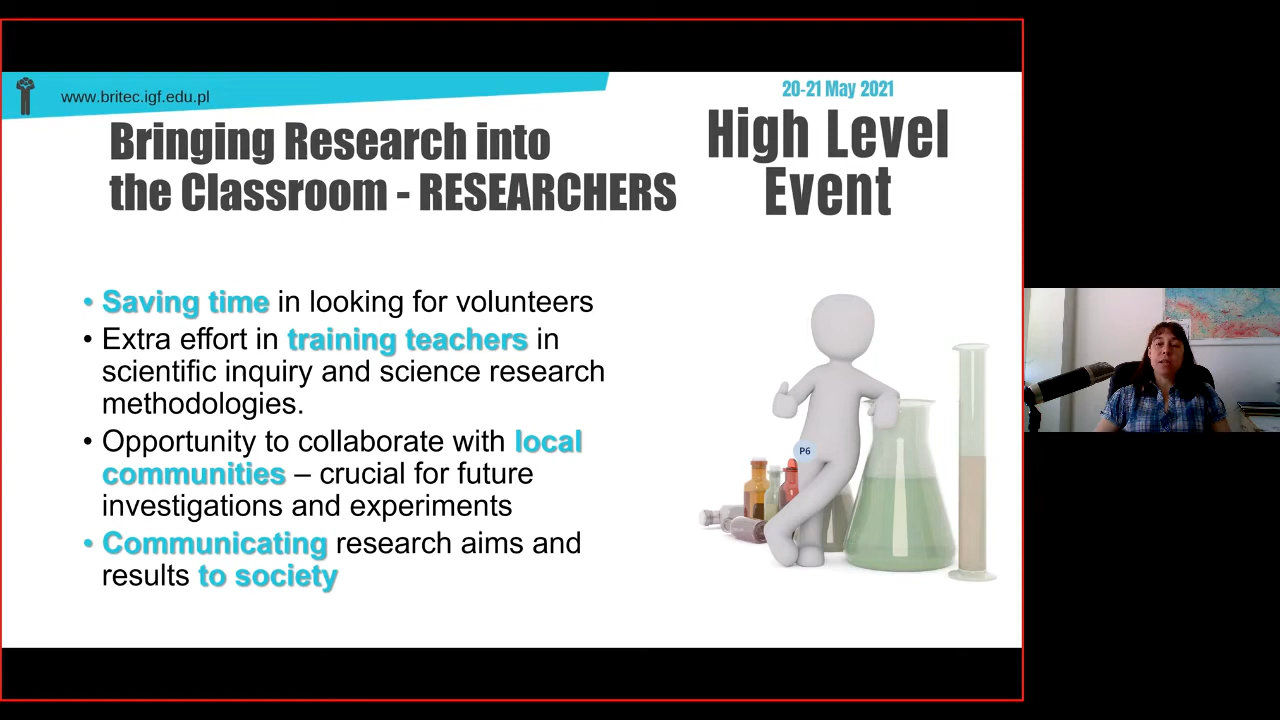 www.britec.igf.edu.pl
20-21 May 2021
High Level
Event
Bringing Research into
the Classroom - RESEARCHERS
• Saving time in looking for volunteers
• Extra effort in training teachers in
scientific inquiry and science research
methodologies.
• Opportunity to collaborate with local
communities – crucial for future
investigations and experiments
• Communicating research aims and
results to society
P6